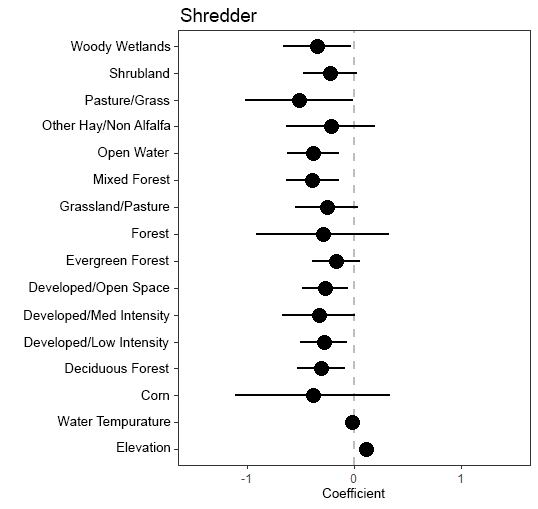 Shredder
Woody Wetlands
Shrubland
Pasture/Grass
Other Hay/Non Alfalfa
Open Water
Mixed Forest
Grassland/Pasture
Forest
Evergreen Forest
Developed/Open Space
Developed/Med Intensity
Developed/Low Intensity
Deciduous Forest
Corn
Water Tempurature
Elevation
-1 0 1
Coefficient